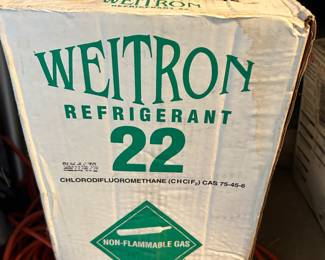 WEITRON
REFRIGERANT
22
CHLORODIFLUOROMETHANE (CHClF₂) CAS 75-45-6
NON-FLAMMABLE GAS